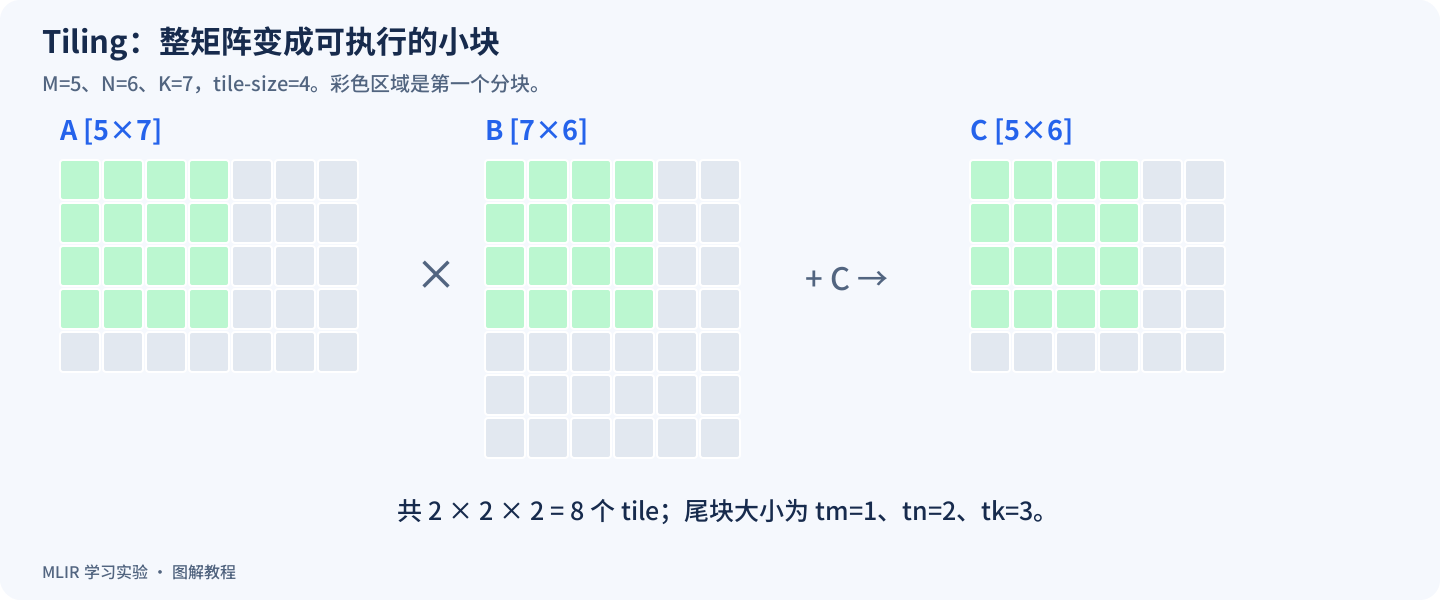 Tiling：整矩阵变成可执行的小块
M=5、N=6、K=7，tile-size=4。彩色区域是第一个分块。
A [5×7]
B [7×6]
C [5×6]
×
+ C →
共 2 × 2 × 2 = 8 个 tile；尾块大小为 tm=1、tn=2、tk=3。
MLIR 学习实验 · 图解教程